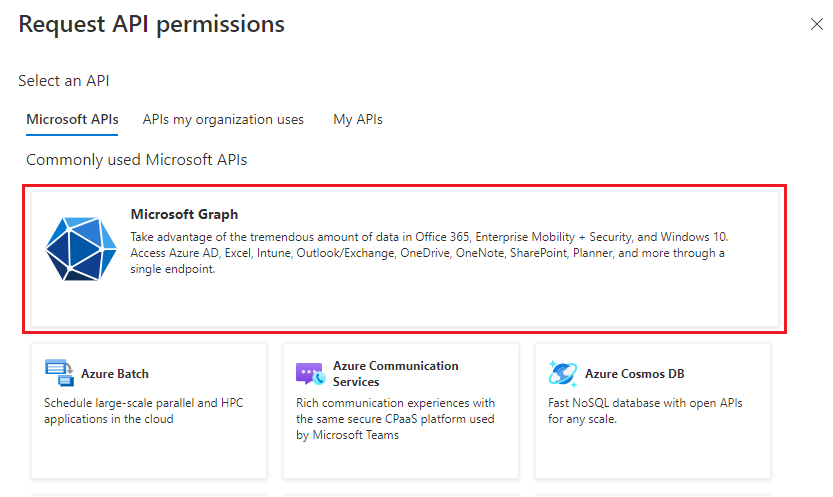 Request API permissions
Select an API
Microsoft APIs
APIs my organization uses
My APIs
Commonly used Microsoft APIs
Microsoft Graph
Take advantage of the tremendous amount of data in Office 365, Enterprise Mobility + Security, and Windows 10.
Access Azure AD, Excel, Intune, Outlook/Exchange, OneDrive, OneNote, SharePoint, Planner, and more through a
single endpoint.
Azure Batch
Schedule large-scale parallel and HPC
applications in the cloud
Azure Communication
Services
Rich communication experiences with
the same secure CPaaS platform used
by Microsoft Teams
Azure Cosmos DB
Fast NoSQL database with open APIs
for any scale.